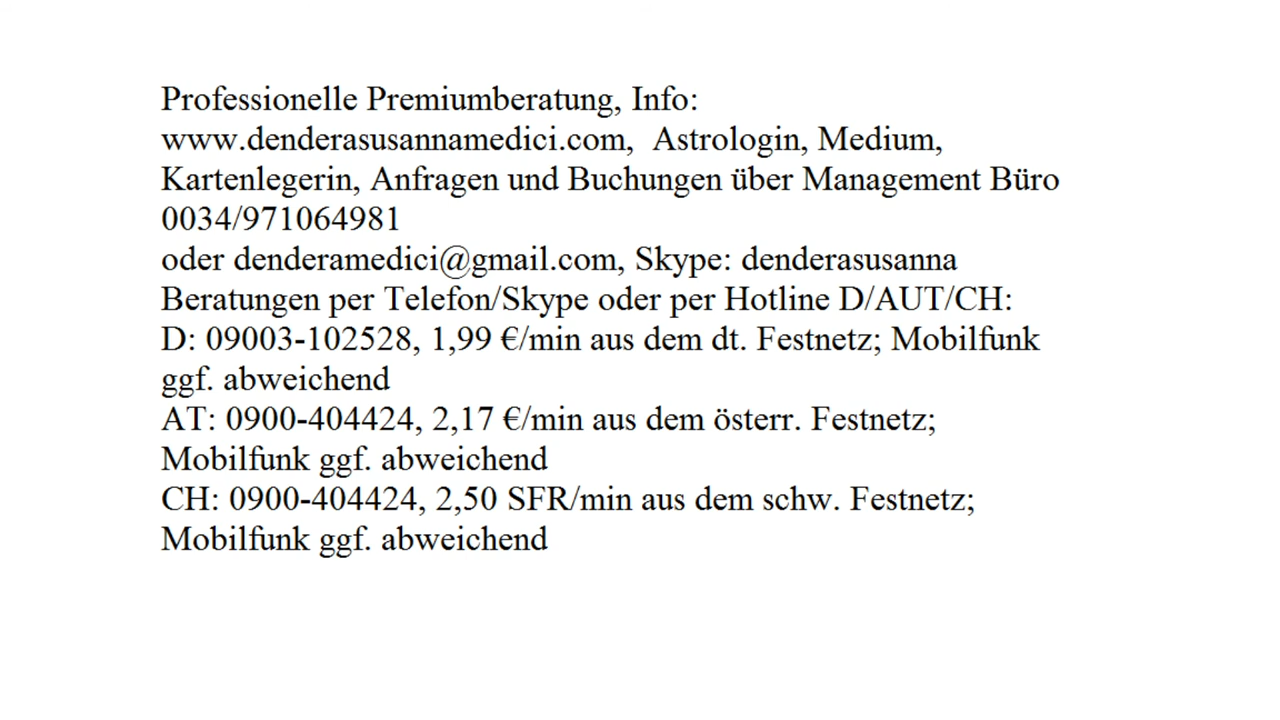 Professionelle Premiumberatung, Info:
www.denderasusannamedici.com,  Astrologin, Medium,
Kartenlegerin, Anfragen und Buchungen über Management Büro
0034/971064981
oder denderamedici@gmail.com, Skype: denderasusanna
Beratungen per Telefon/Skype oder per Hotline D/AUT/CH:
D: 09003-102528, 1,99 €/min aus dem dt. Festnetz; Mobilfunk
ggf. abweichend
AT: 0900-404424, 2,17 €/min aus dem österr. Festnetz;
Mobilfunk ggf. abweichend
CH: 0900-404424, 2,50 SFR/min aus dem schw. Festnetz;
Mobilfunk ggf. abweichend